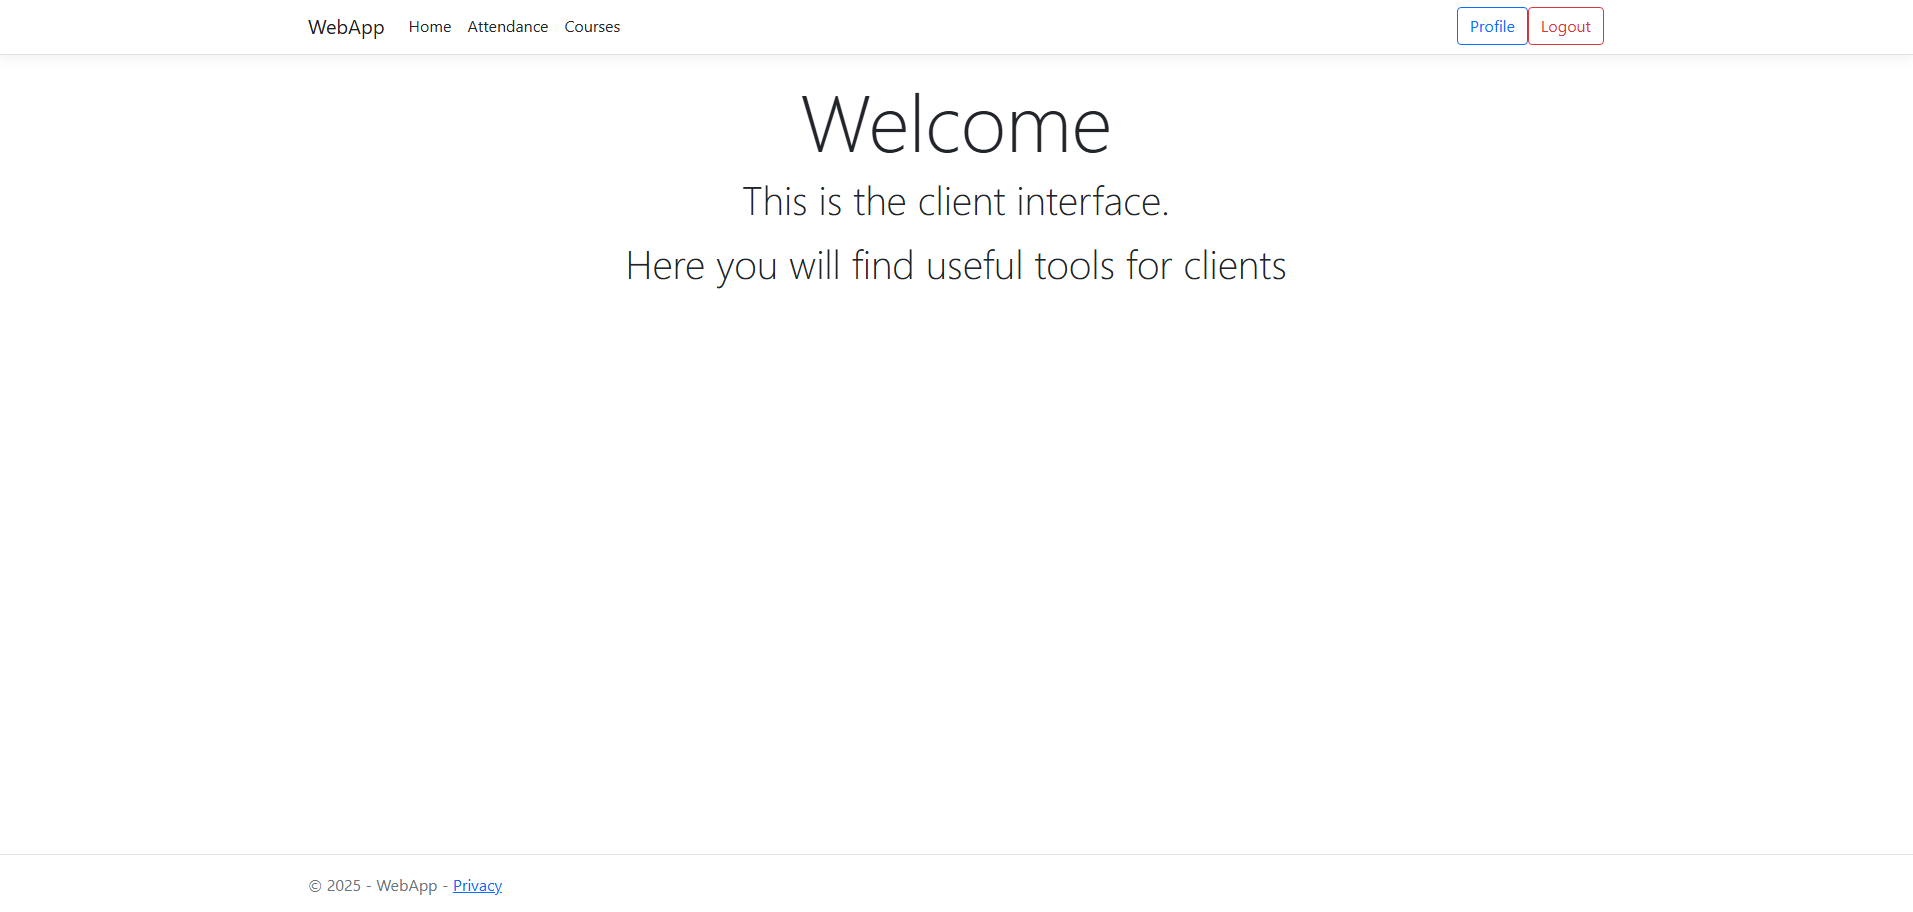 WebApp Home Attendance Courses Profile Logout
Welcome
This is the client interface.
Here you will find useful tools for clients
© 2025 - WebApp - Privacy